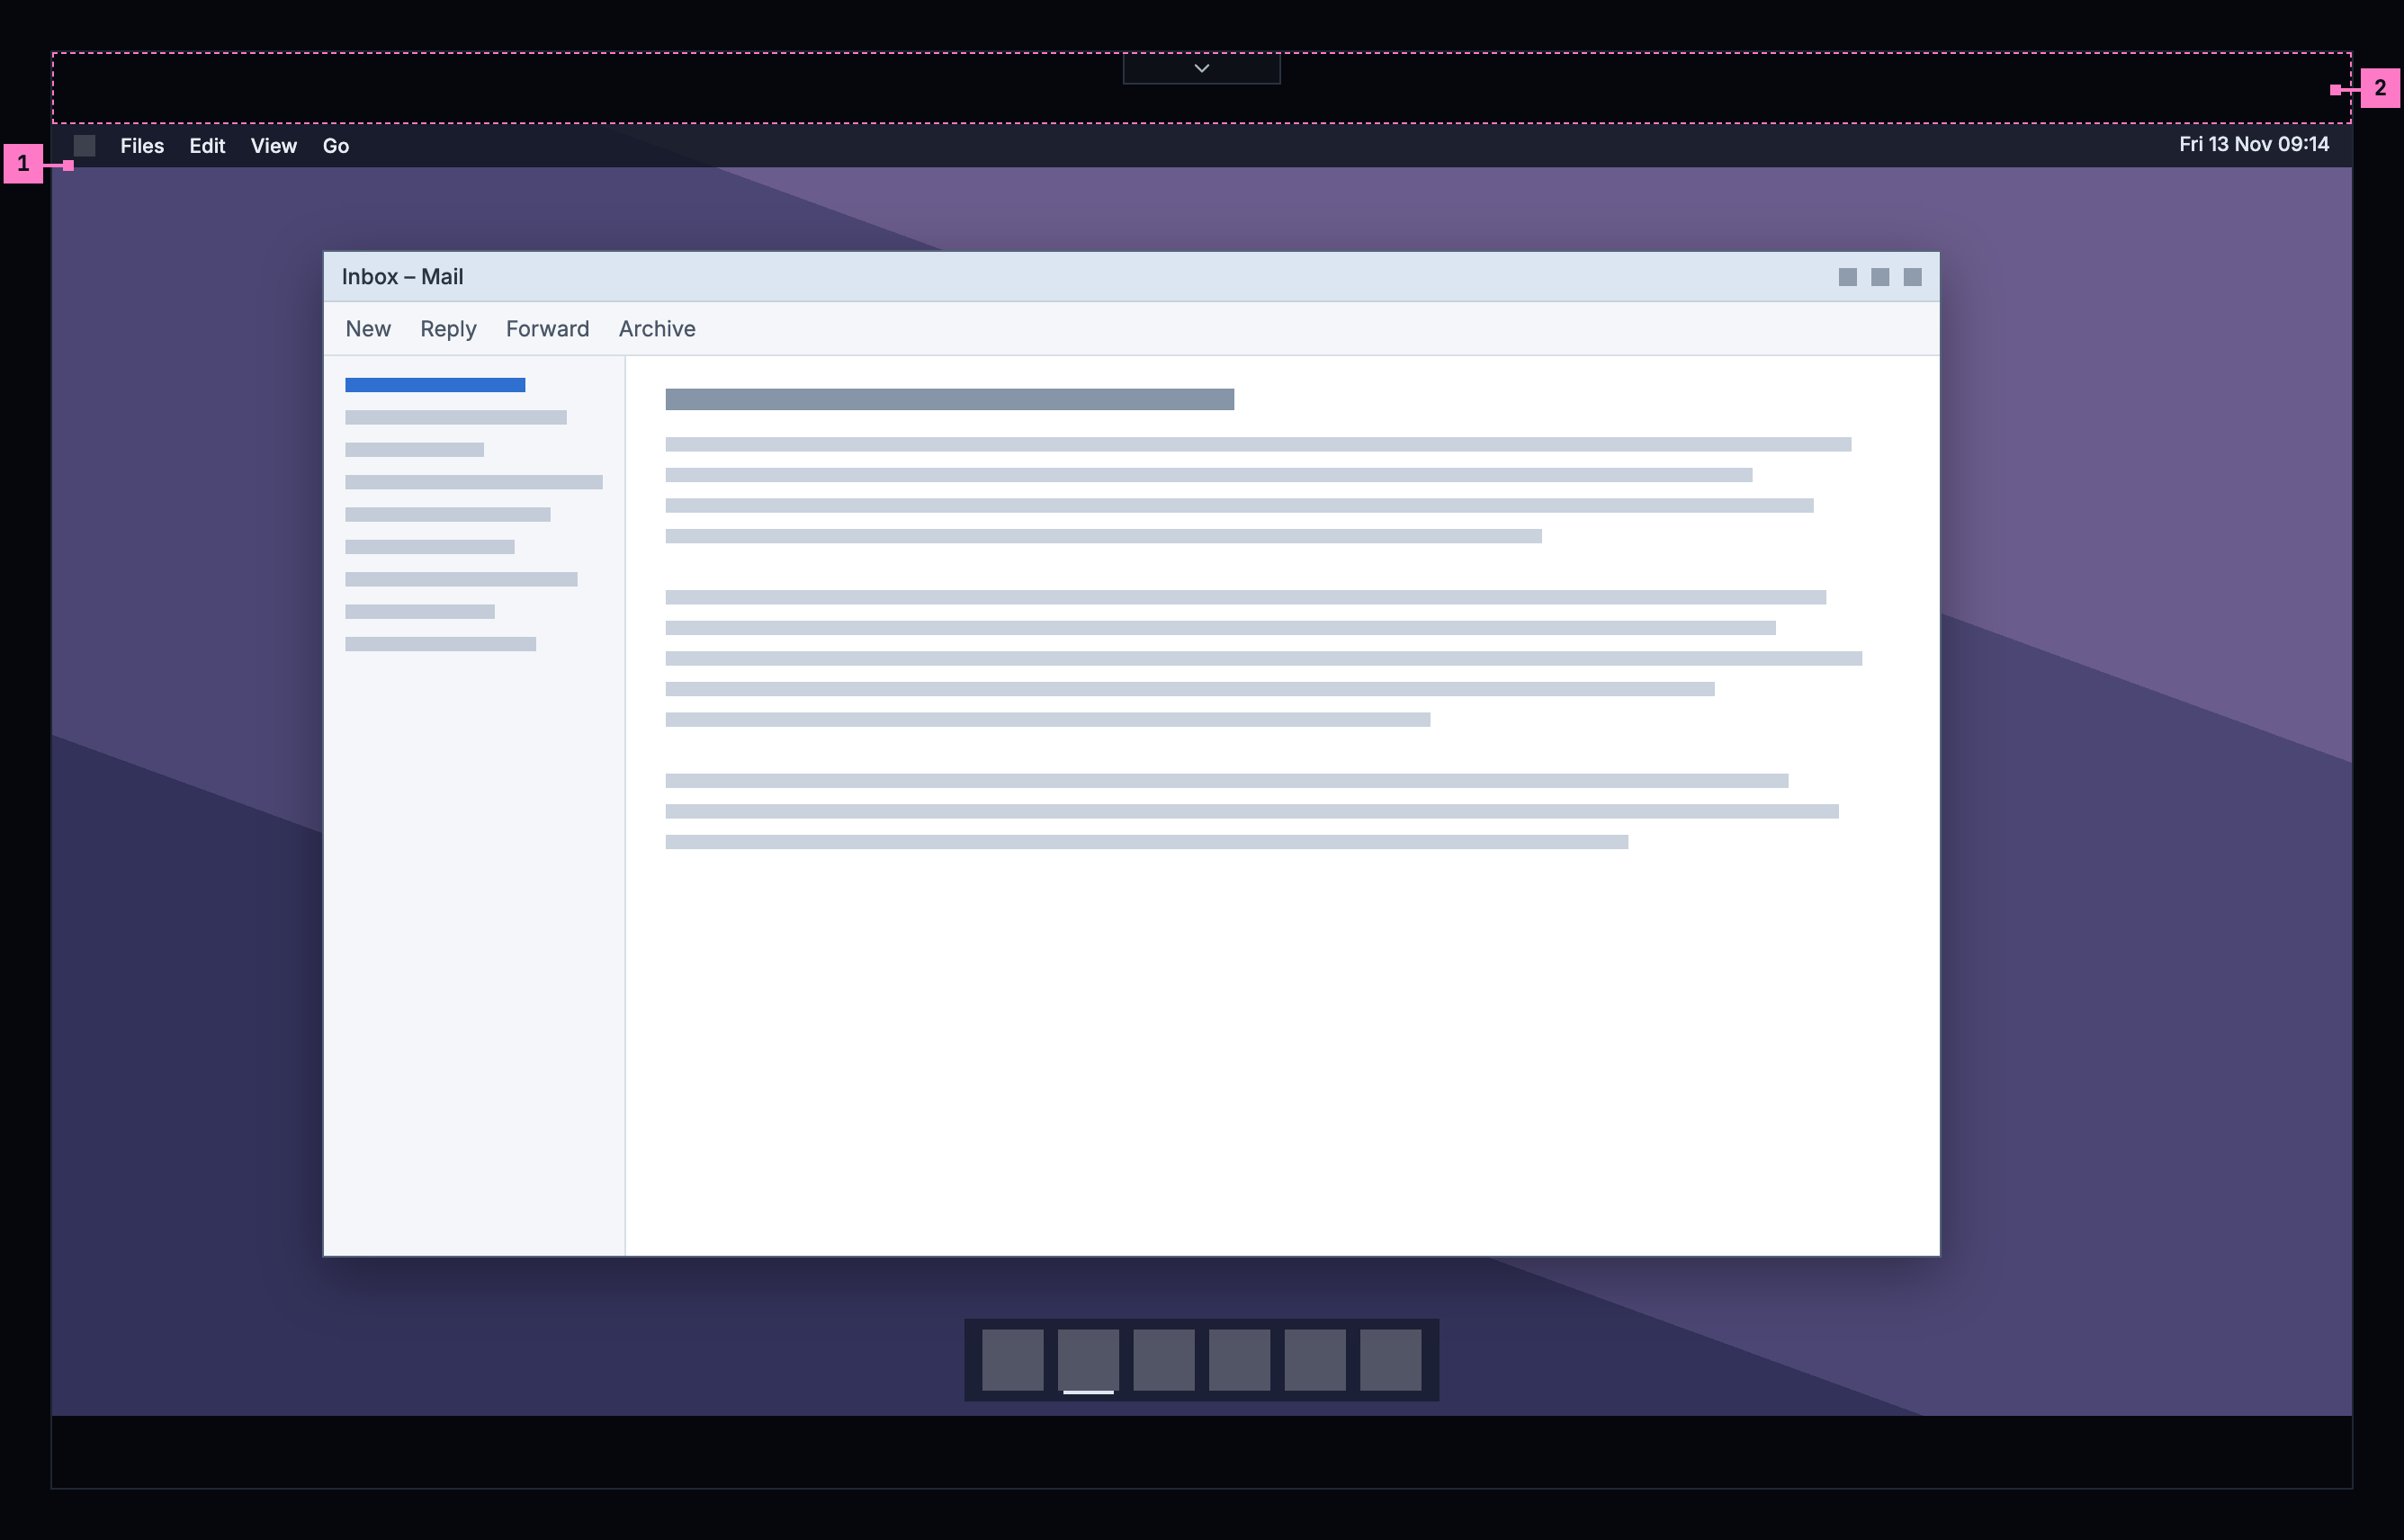 2
1
Files Edit View Go
Fri 13 Nov 09:14
Inbox – Mail
New Reply Forward Archive